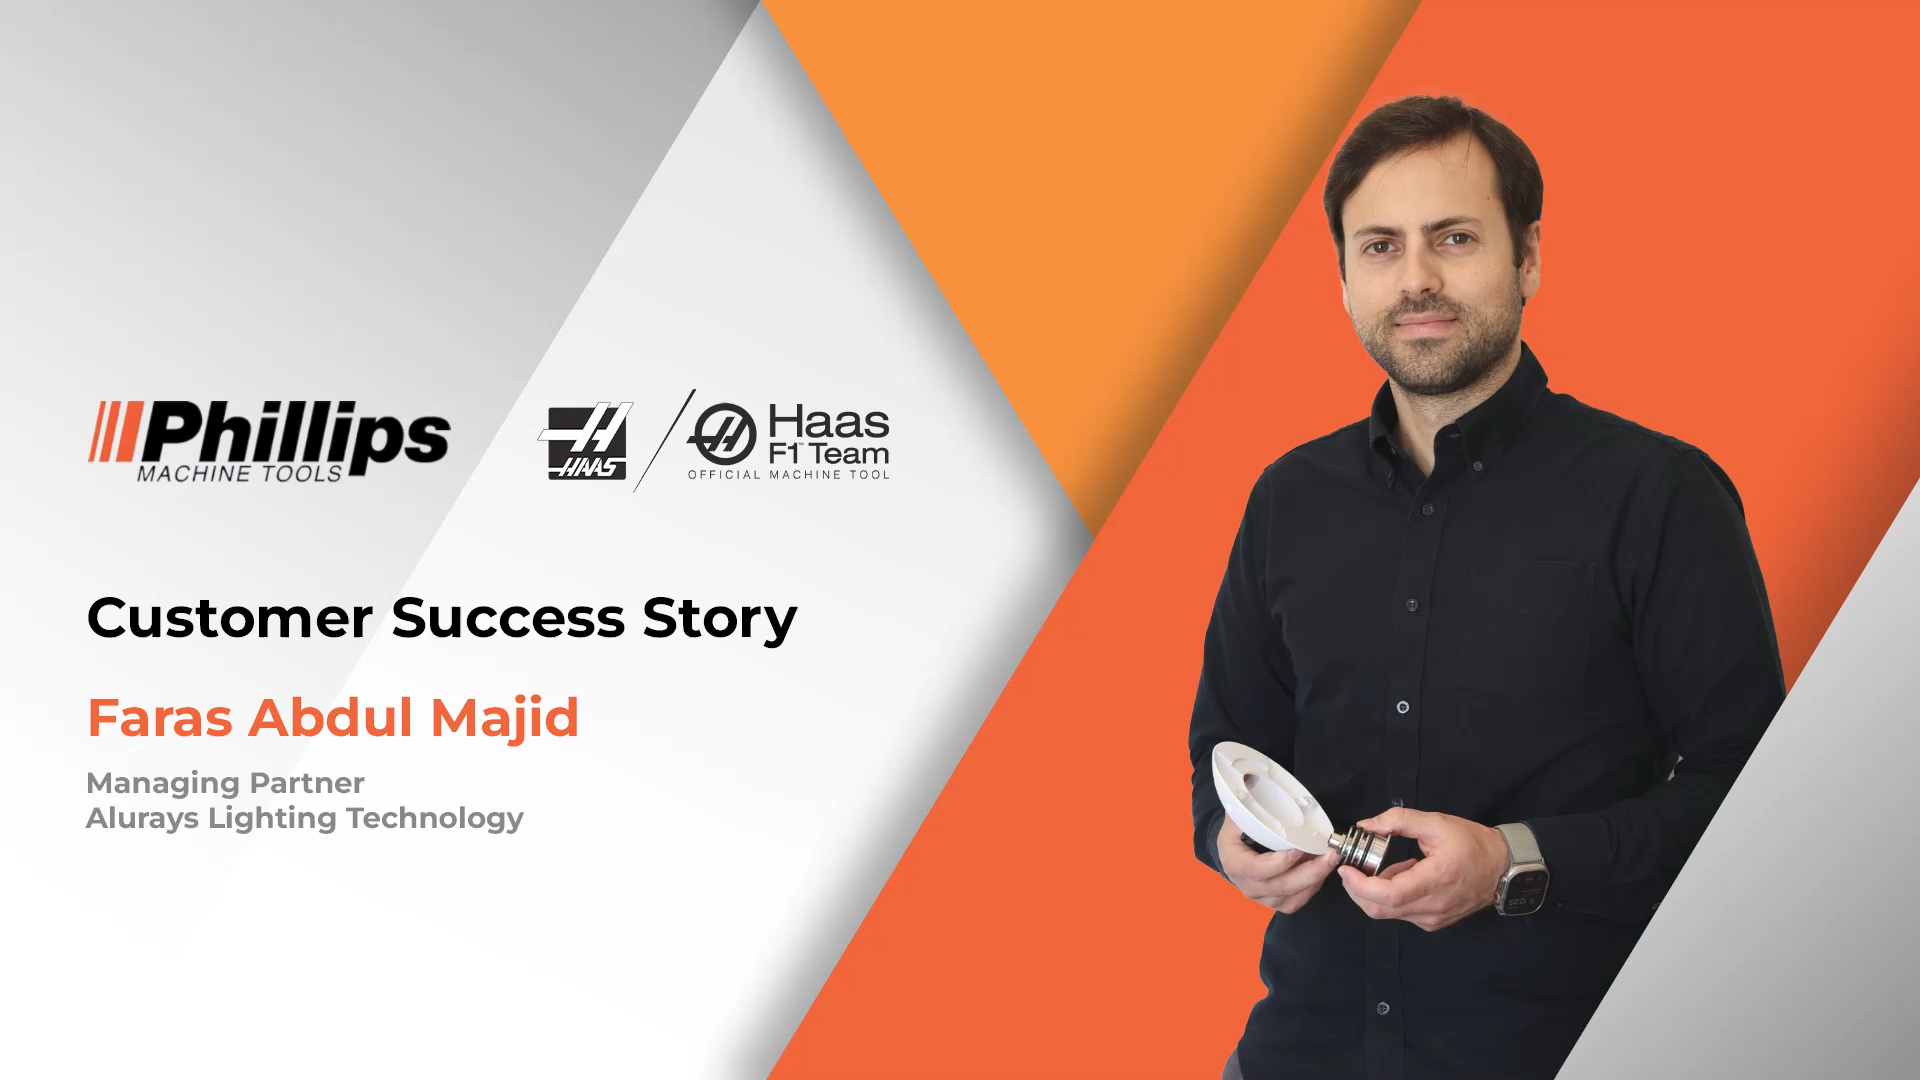 Phillips
MACHINE TOOLS
HAAS
Haas
F1™ Team
OFFICIAL MACHINE TOOL
Customer Success Story
Faras Abdul Majid
Managing Partner
Alurays Lighting Technology